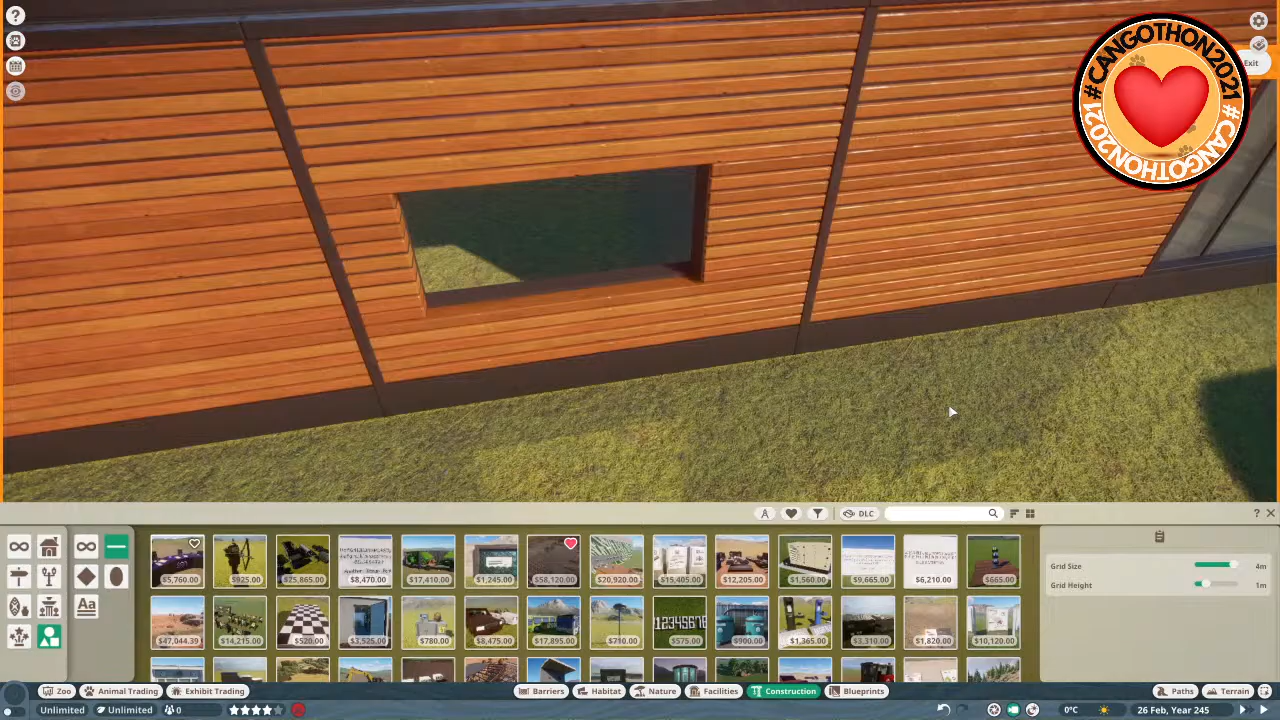 ?
#CANGOTHON2021
#CANGOTHON2021
Exit
A
DLC
? ×
$5,760.00
$925.00
$25,865.00
$8,470.00
$17,410.00
$1,245.00
$58,120.00
$20,920.00
$15,405.00
$12,205.00
$1,560.00
$9,665.00
$6,210.00
$665.00
Grid Size 4m
Grid Height 1m
Aa
$47,044.39
$14,215.00
$520.00
$3,525.00
$780.00
$8,475.00
$17,895.00
$710.00
$575.00
$900.00
$1,365.00
$3,310.00
$1,820.00
$10,120.00
Zoo
Animal Trading
Exhibit Trading
Barriers
Habitat
Nature
Facilities
Construction
Blueprints
Paths
Terrain
Unlimited
Unlimited
0
0°C
26 Feb, Year 245